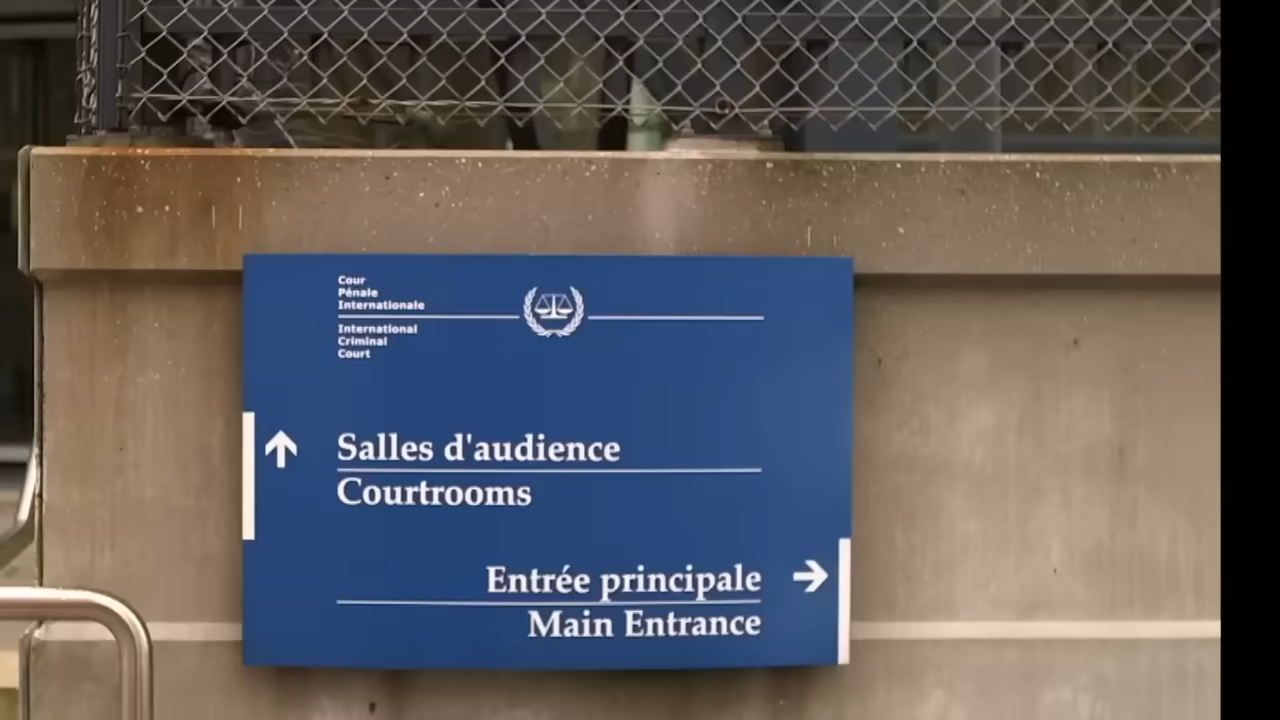 Cour
Pénale
Internationale
International
Criminal
Court
Salles d'audience
Courtrooms
Entrée principale
Main Entrance